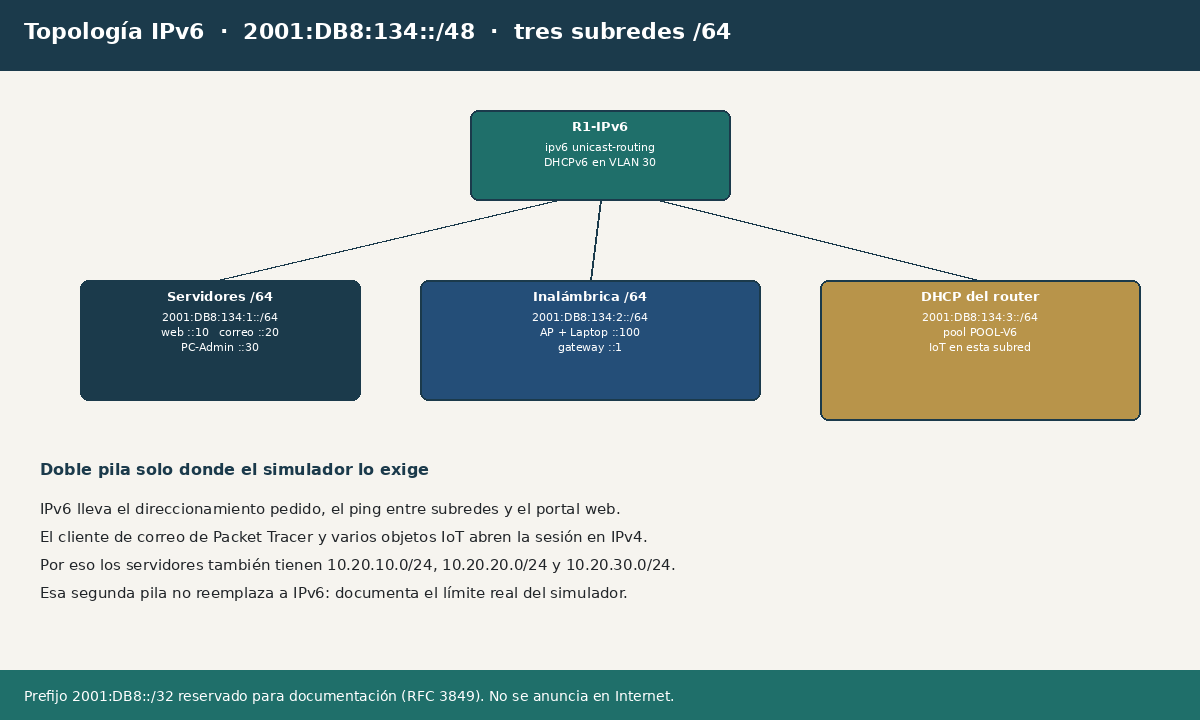 Topología IPv6 · 2001:DB8:134::/48 · tres subredes /64
R1-IPv6
ipv6 unicast-routing
DHCPv6 en VLAN 30
Servidores /64
2001:DB8:134:1::/64
web ::10 correo ::20
PC-Admin ::30
Inalámbrica /64
2001:DB8:134:2::/64
AP + Laptop ::100
gateway ::1
DHCP del router
2001:DB8:134:3::/64
pool POOL-V6
IoT en esta subred
Doble pila solo donde el simulador lo exige
IPv6 lleva el direccionamiento pedido, el ping entre subredes y el portal web.
El cliente de correo de Packet Tracer y varios objetos IoT abren la sesión en IPv4.
Por eso los servidores también tienen 10.20.10.0/24, 10.20.20.0/24 y 10.20.30.0/24.
Esa segunda pila no reemplaza a IPv6: documenta el límite real del simulador.
Prefijo 2001:DB8::/32 reservado para documentación (RFC 3849). No se anuncia en Internet.